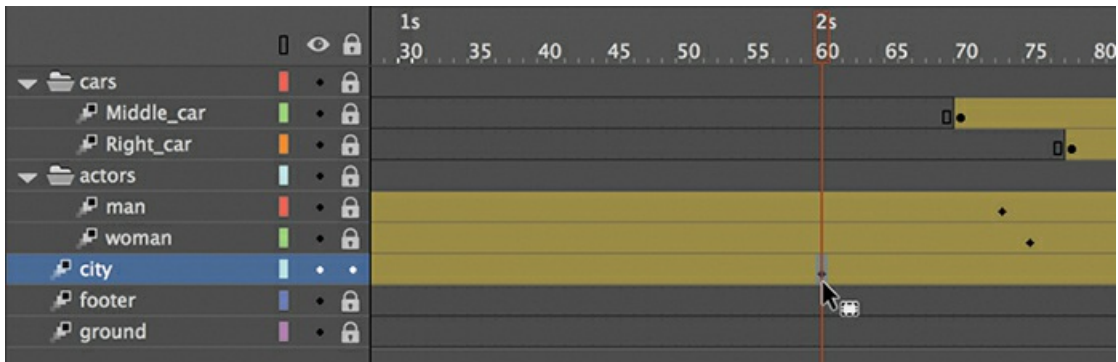 1s 2s
30 35 40 45 50 55 60 65 70 75 80
cars
Middle_car
Right_car
actors
man
woman
city
footer
ground